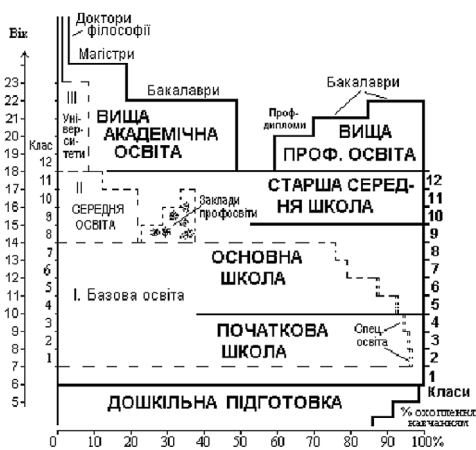 Доктори
філософії
Вік
Магістри
Бакалаври
Бакалаври
23
22
21
20
19
18
17
16
15
14
13
12
11
10
9
8
7
6
5
Клас
12
11
10
9
8
7
6
5
4
3
2
1
III
Уні-
вер-
си-
тети
ВИЩА
АКАДЕМІЧНА
ОСВІТА
Проф-
дипломи
ВИЩА
ПРОФ. ОСВІТА
II
СЕРЕДНЯ
ОСВІТА
Заклади
профосвіти
СТАРША СЕРЕД-
НЯ ШКОЛА
ОСНОВНА
ШКОЛА
I. Базова освіта
ПОЧАТКОВА
ШКОЛА
Спец.
освіта
12
11
10
9
8
7
6
5
4
3
2
1
Класи
ДОШКІЛЬНА ПІДГОТОВКА
% охоплення
навчанням
0 10 20 30 40 50 60 70 80 90 100%